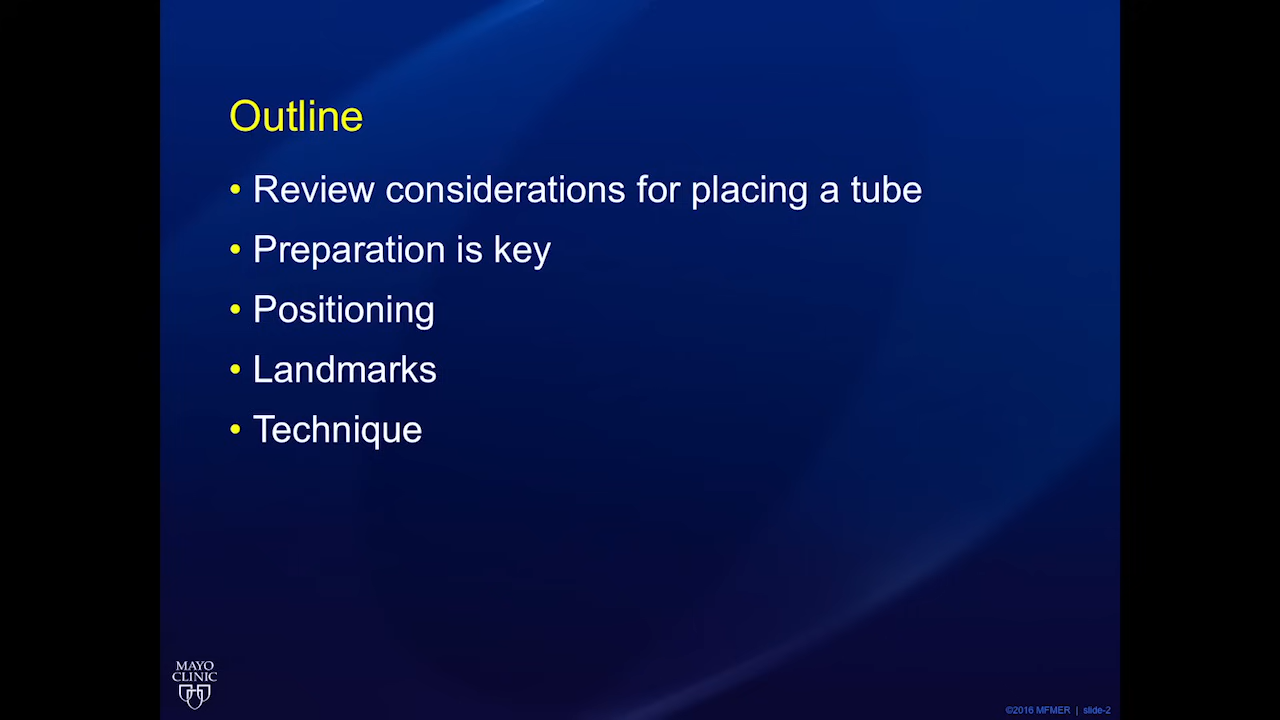 Outline
• Review considerations for placing a tube
• Preparation is key
• Positioning
• Landmarks
• Technique
MAYO
CLINIC
©2016 MFMER | slide-2